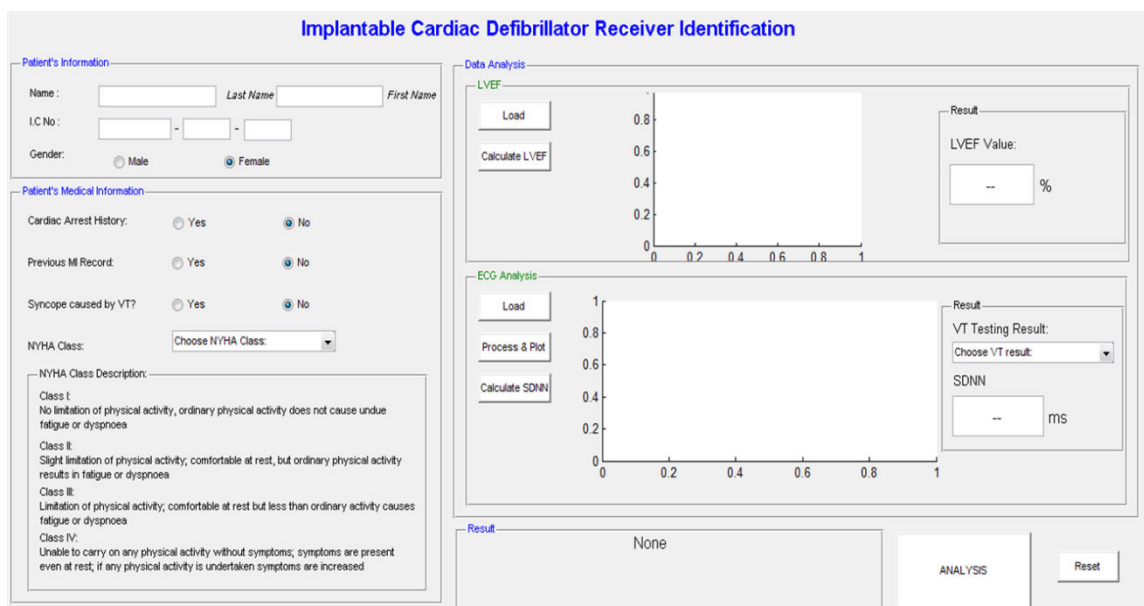 Implantable Cardiac Defibrillator Receiver Identification
Patient's Information
Name :
Last Name
First Name
I.C No :
- -
Gender:
Male
Female
Patient's Medical Information
Cardiac Arrest History:
Yes
No
Previous MI Record:
Yes
No
Syncope caused by VT?
Yes
No
NYHA Class:
Choose NYHA Class:
NYHA Class Description:
Class I:
No limitation of physical activity, ordinary physical activity does not cause undue
fatigue or dyspnoea
Class II:
Slight limitation of physical activity; comfortable at rest, but ordinary physical activity
results in fatigue or dyspnoea
Class III:
Limitation of physical activity; comfortable at rest but less than ordinary activity causes
fatigue or dyspnoea
Class IV:
Unable to carry on any physical activity without symptoms; symptoms are present
even at rest; if any physical activity is undertaken symptoms are increased
Data Analysis
LVEF
Load
Calculate LVEF
0.8
0.6
0.4
0.2
0
0 0.2 0.4 0.6 0.8 1
Result
LVEF Value:
-- %
ECG Analysis
Load
Process & Plot
Calculate SDNN
1
0.8
0.6
0.4
0.2
0
0 0.2 0.4 0.6 0.8 1
Result
VT Testing Result:
Choose VT result:
SDNN
-- ms
Result
None
ANALYSIS
Reset